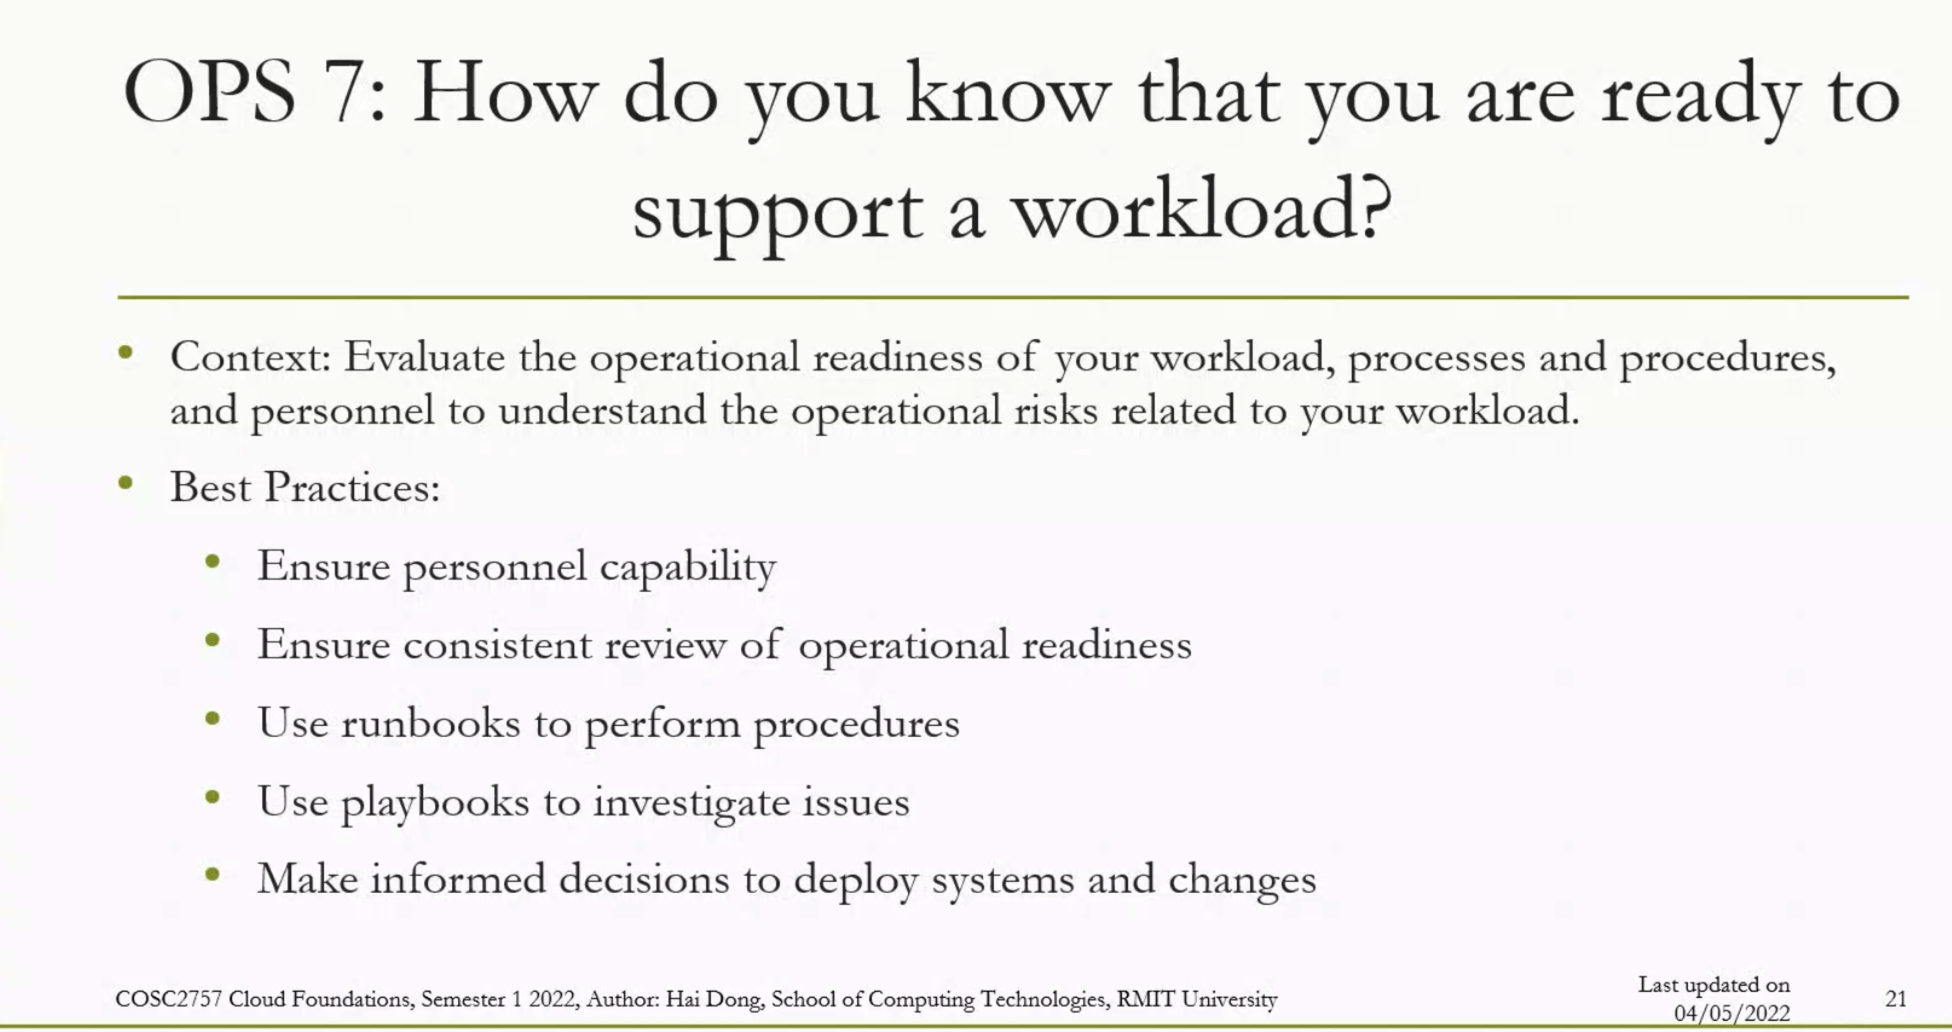 OPS 7: How do you know that you are ready to
support a workload?
• Context: Evaluate the operational readiness of your workload, processes and procedures,
and personnel to understand the operational risks related to your workload.
• Best Practices:
• Ensure personnel capability
• Ensure consistent review of operational readiness
• Use runbooks to perform procedures
• Use playbooks to investigate issues
• Make informed decisions to deploy systems and changes
COSC2757 Cloud Foundations, Semester 1 2022, Author: Hai Dong, School of Computing Technologies, RMIT University
Last updated on
04/05/2022
21